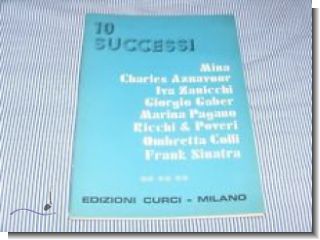 10
SUCCESSI
Mina
Charles Aznavour
Iva Zanicchi
Giorgio Gaber
Marina Pagano
Ricchi & Poveri
Ombretta Colli
Frank Sinatra
EDIZIONI CURCI - MILANO